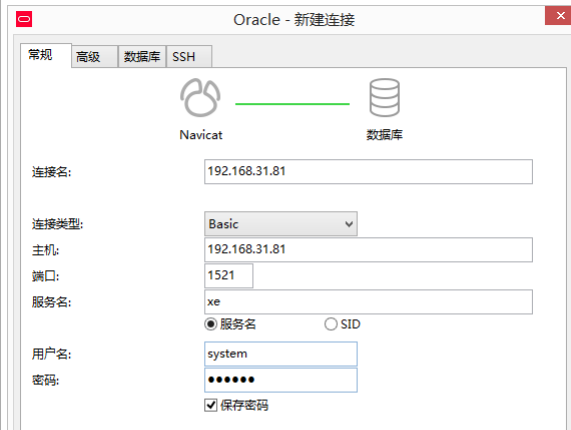 Oracle - 新建连接
常规 高级 数据库 SSH
Navicat 数据库
连接名: 192.168.31.81
连接类型: Basic
主机: 192.168.31.81
端口: 1521
服务名: xe
服务名 SID
用户名: system
密码: ●●●●●●
保存密码